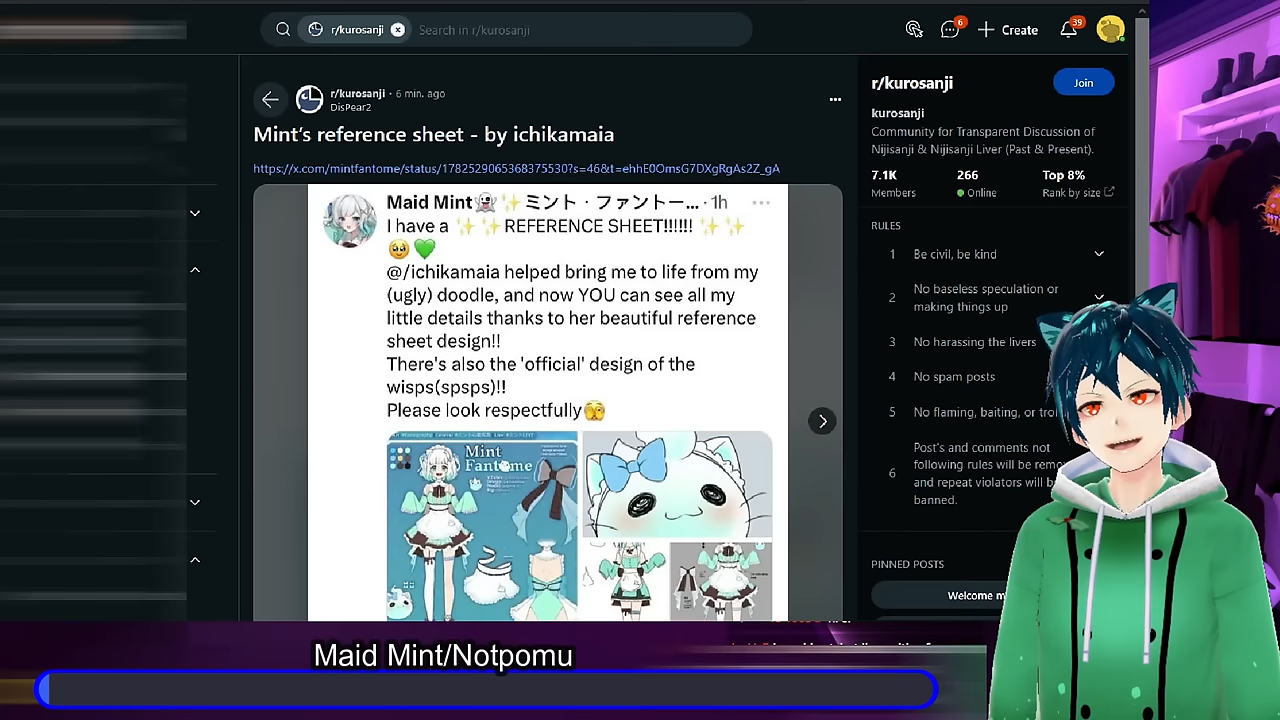 r/kurosanji
Search in r/kurosanji
6
Create
39
r/kurosanji • 6 min. ago
DisPear2
Mint's reference sheet - by ichikamaia
https://x.com/mintfantome/status/1782529065368375530?s=46&t=ehhE0OmsG7DXgRgAs2Z_gA
Maid Mint👻✨ミント・ファントー... · 1h
I have a ✨✨REFERENCE SHEET!!!!!! ✨✨
🥹💚
@/ichikamaia helped bring me to life from my
(ugly) doodle, and now YOU can see all my
little details thanks to her beautiful reference
sheet design!!
There's also the 'official' design of the
wisps(spsps)!!
Please look respectfully🫣
Mint
Fantome
r/kurosanji
Join
kurosanji
Community for Transparent Discussion of
Nijisanji & Nijisanji Liver (Past & Present).
7.1K 266 Top 8%
Members Online Rank by size
RULES
1 Be civil, be kind
2 No baseless speculation or
making things up
3 No harassing the livers
4 No spam posts
5 No flaming, baiting, or
6 Post's and comments not
following rules will be
and repeat violators will
banned.
PINNED POSTS
Welcome
Maid Mint/Notpomu